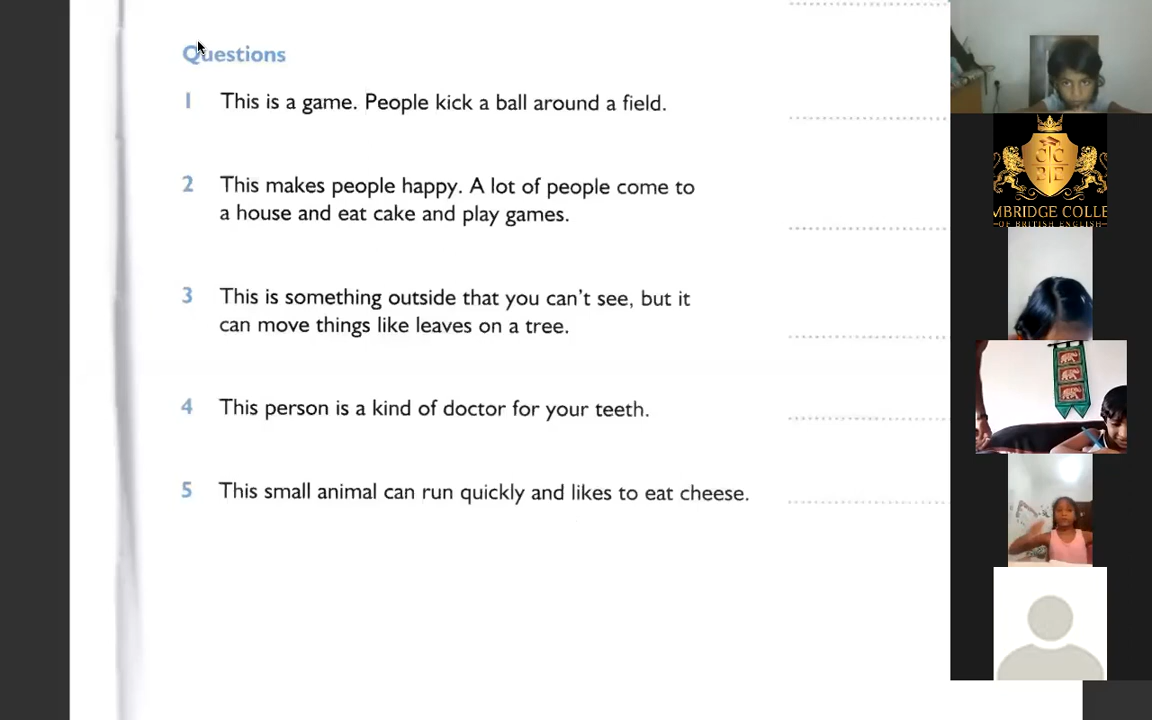 Questions
1 This is a game. People kick a ball around a field.
2 This makes people happy. A lot of people come to
a house and eat cake and play games.
3 This is something outside that you can't see, but it
can move things like leaves on a tree.
4 This person is a kind of doctor for your teeth.
5 This small animal can run quickly and likes to eat cheese.
MBRIDGE COLLE
OF BRITISH ENGLISH